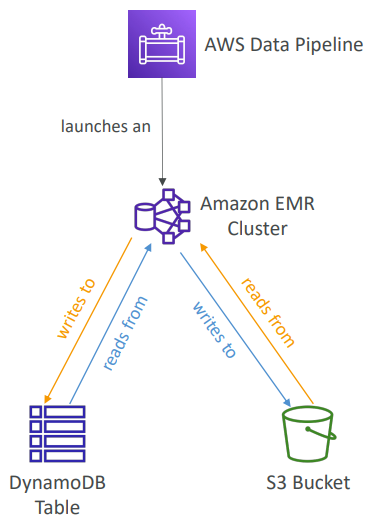 AWS Data Pipeline
launches an
Amazon EMR
Cluster
writes to
reads from
writes to
reads from
DynamoDB
Table
S3 Bucket